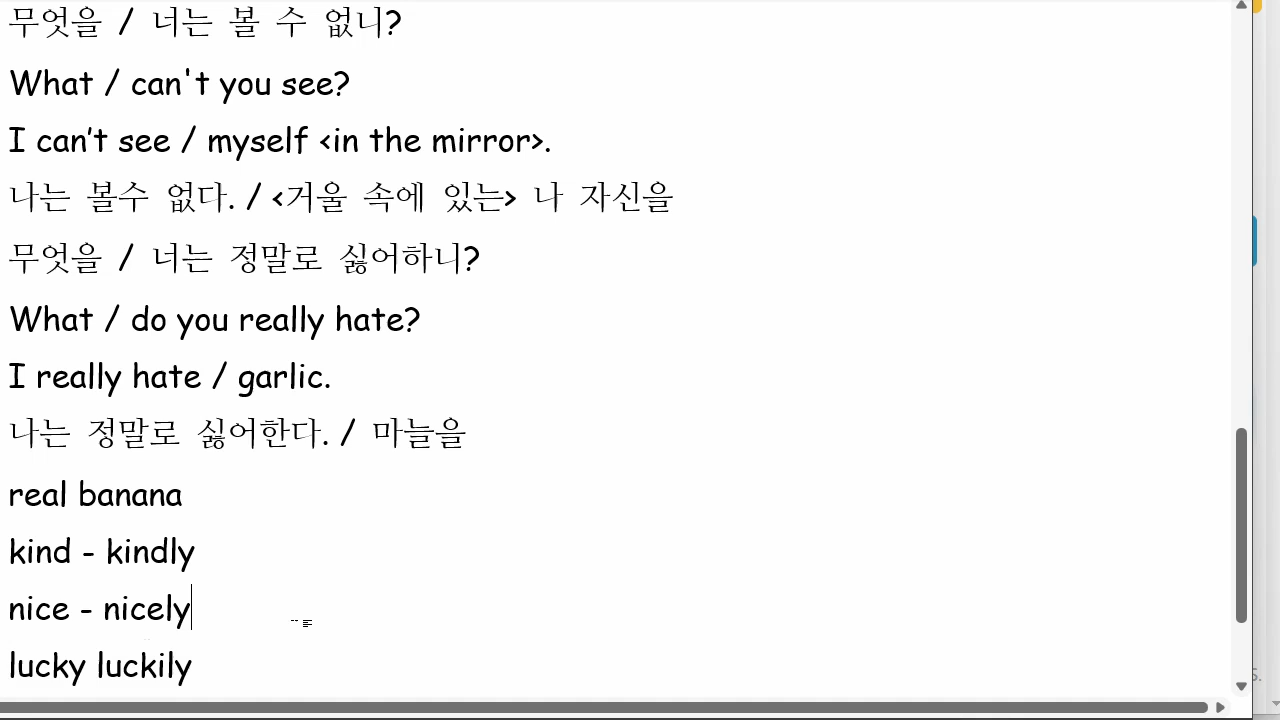 무엇을 / 너는 볼 수 없니?
What / can't you see?
I can’t see / myself <in the mirror>.
나는 볼수 없다. / <거울 속에 있는> 나 자신을
무엇을 / 너는 정말로 싫어하니?
What / do you really hate?
I really hate / garlic.
나는 정말로 싫어한다. / 마늘을
real banana
kind - kindly
nice - nicely
lucky luckily